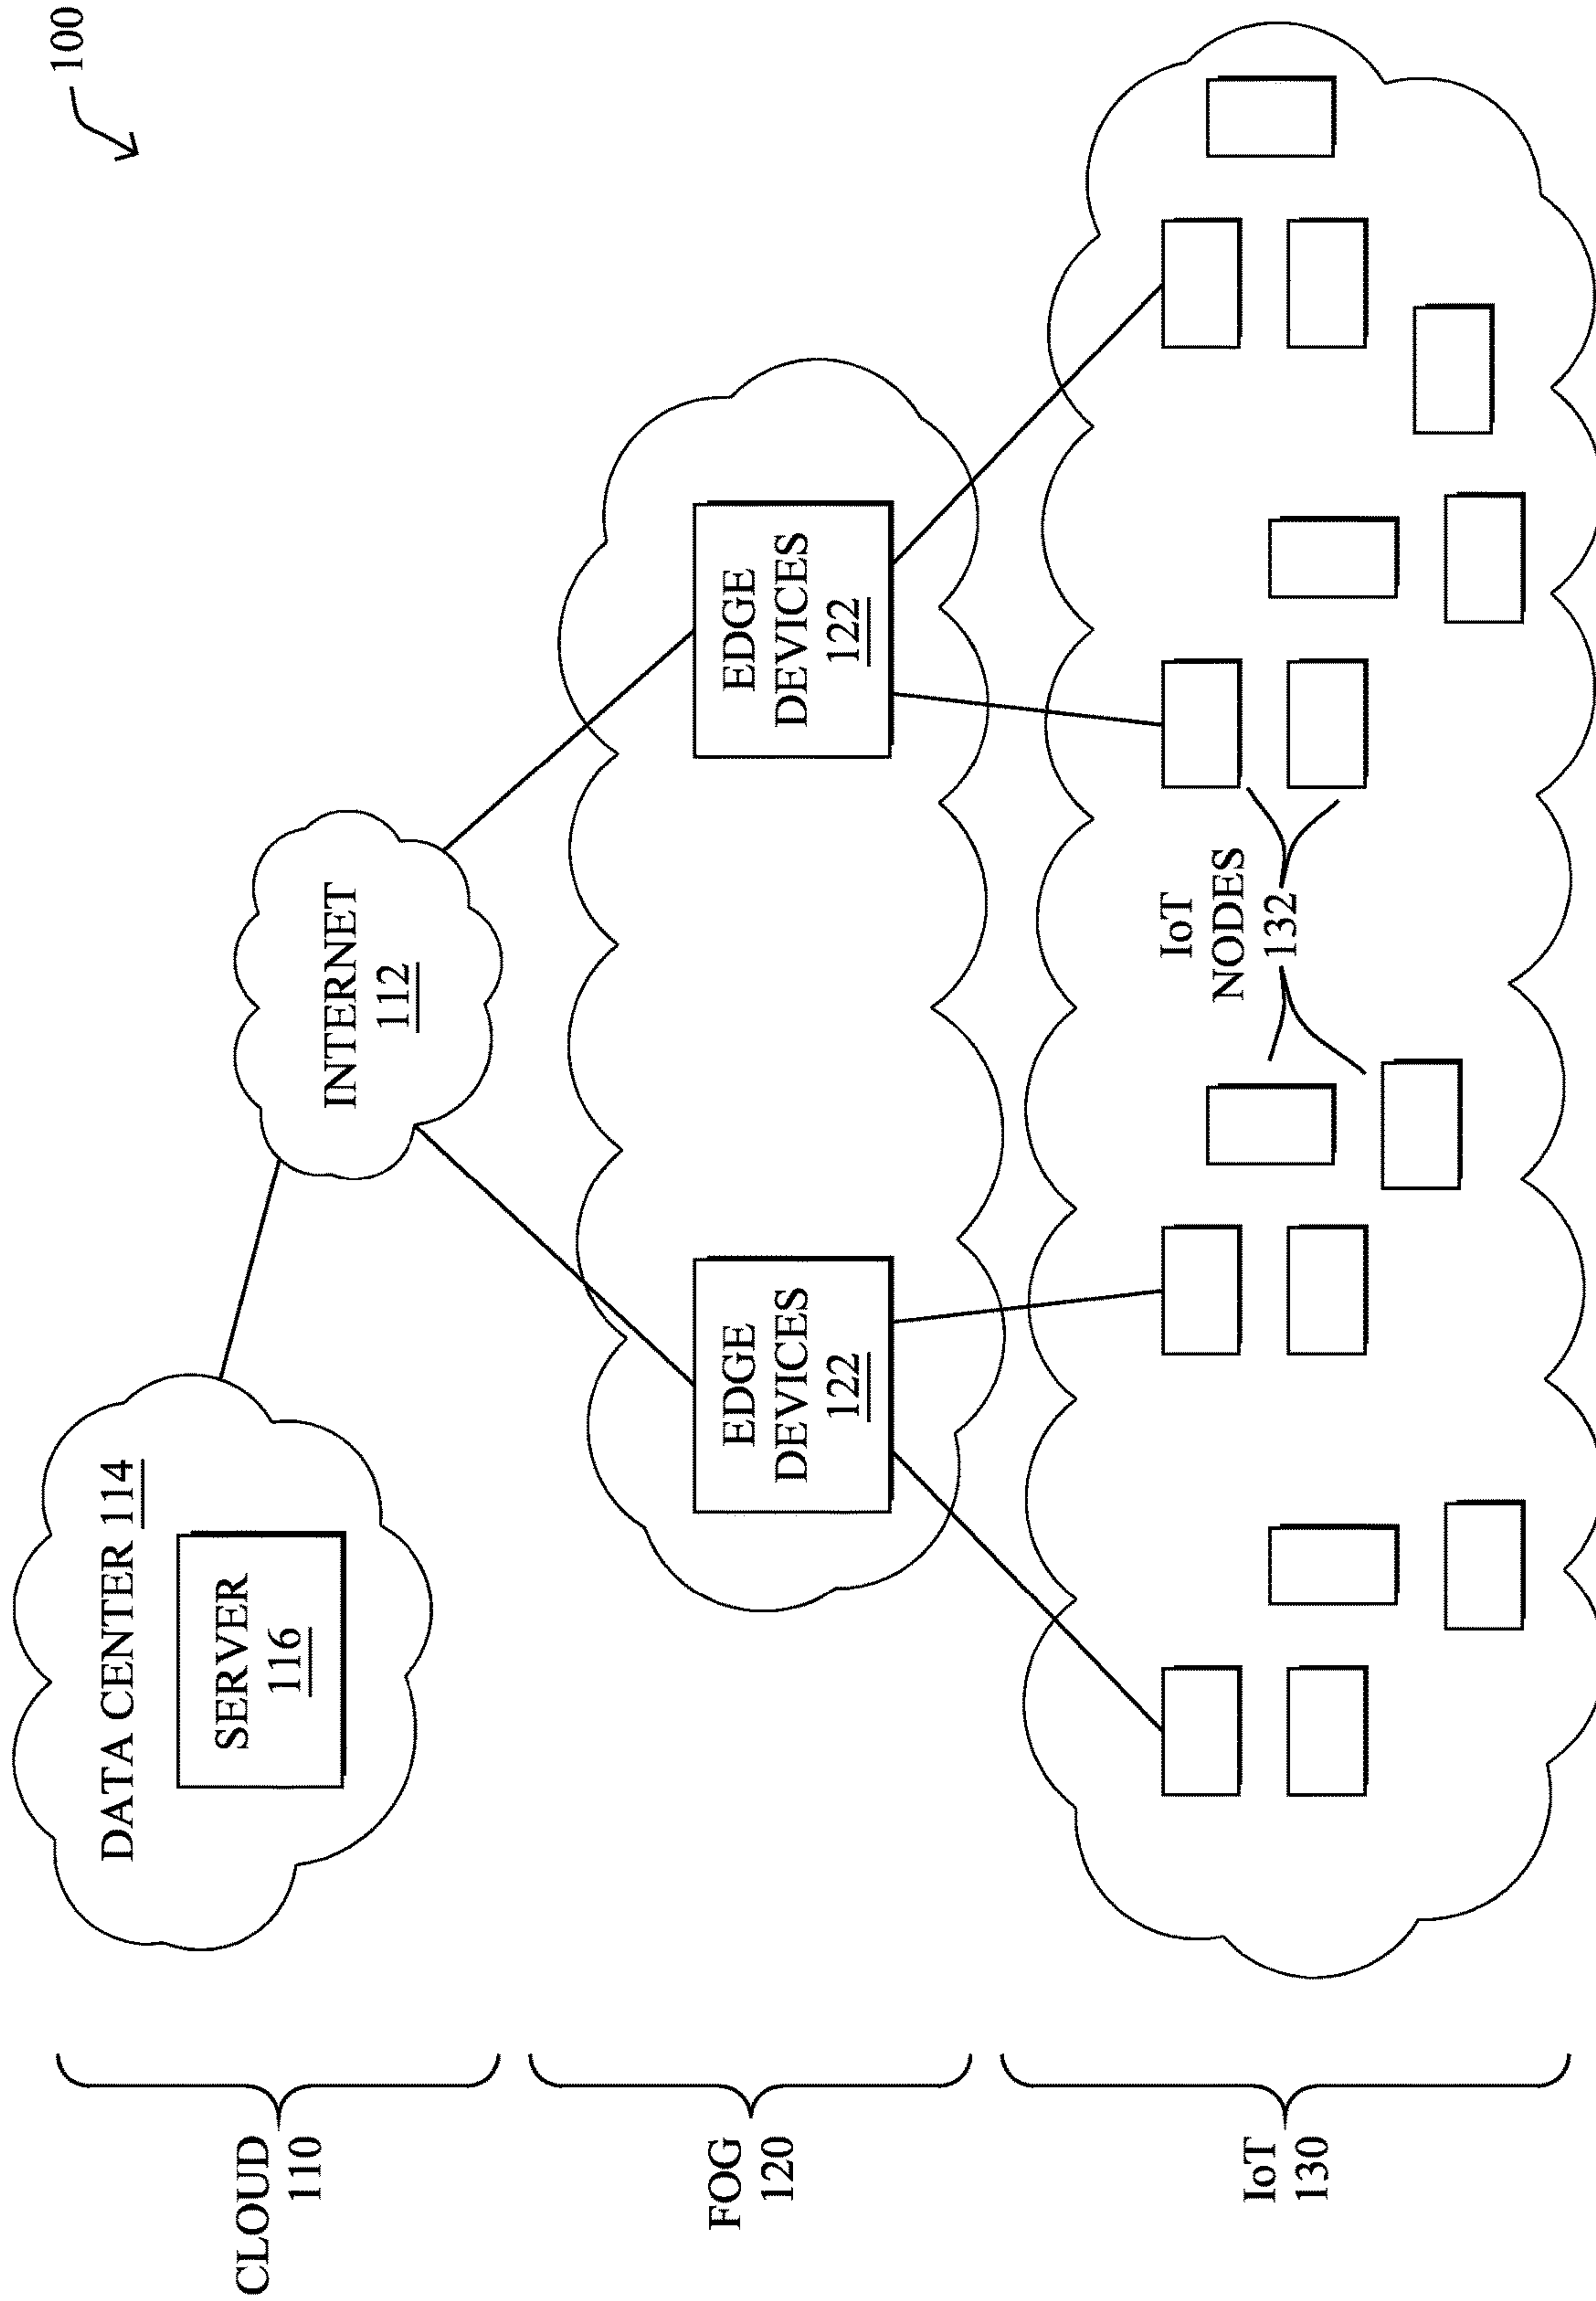 100
CLOUD
110
DATA CENTER 114
SERVER
116
INTERNET
112
FOG
120
EDGE
DEVICES
122
EDGE
DEVICES
122
IoT
130
IoT
NODES
132